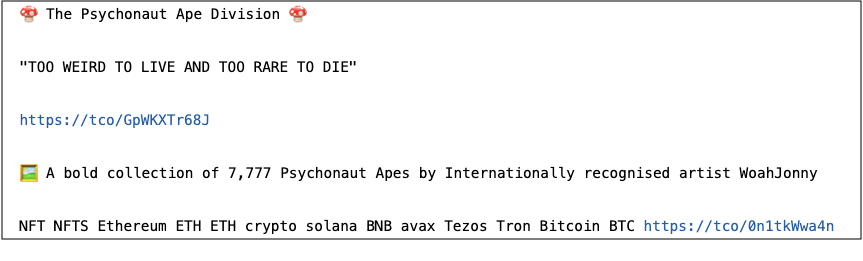 🍄 The Psychonaut Ape Division 🍄
"TOO WEIRD TO LIVE AND TOO RARE TO DIE"
https://tco/GpWKXTr68J
🖼️ A bold collection of 7,777 Psychonaut Apes by Internationally recognised artist WoahJonny
NFT NFTS Ethereum ETH ETH crypto solana BNB avax Tezos Tron Bitcoin BTC https://tco/0n1tkWwa4n